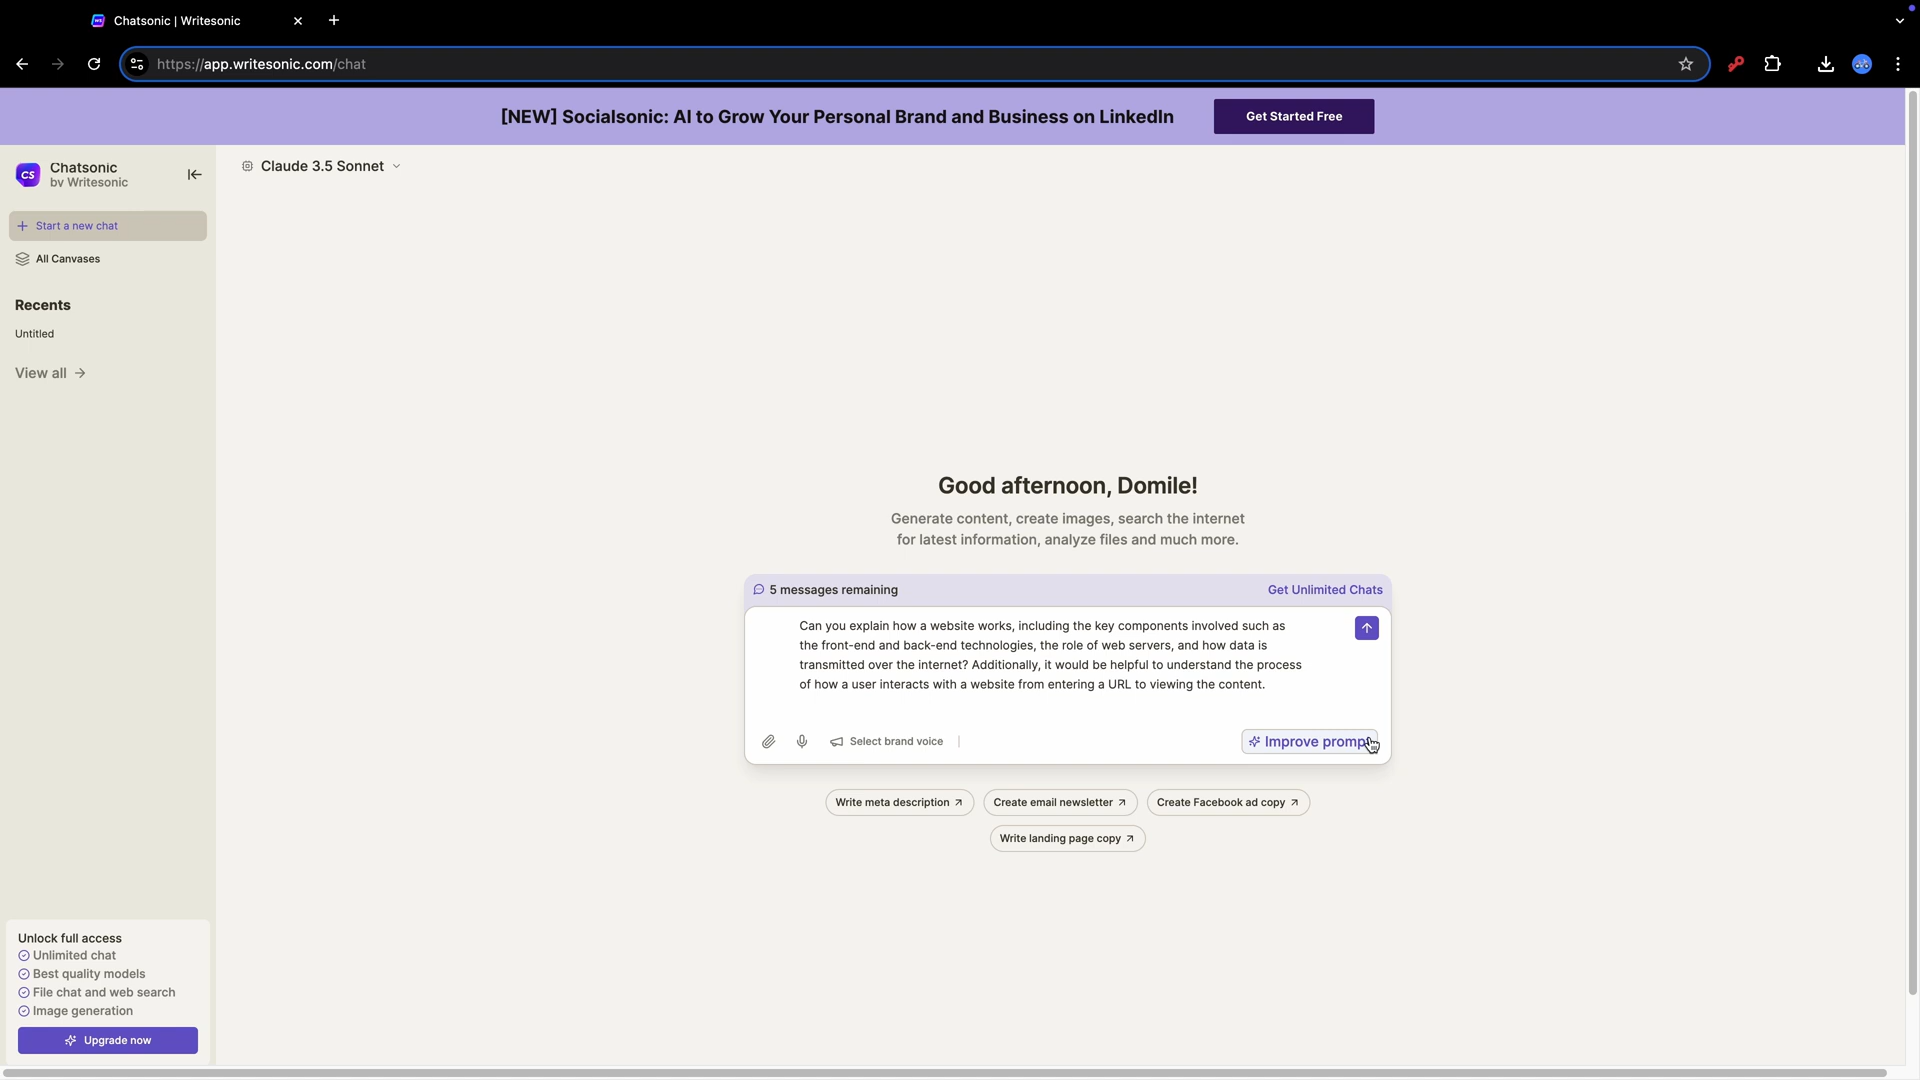 Chatsonic | Writesonic
https://app.writesonic.com/chat
[NEW] Socialsonic: AI to Grow Your Personal Brand and Business on LinkedIn
Get Started Free
CS
Chatsonic
by Writesonic
Claude 3.5 Sonnet
Start a new chat
All Canvases
Recents
Untitled
View all
Good afternoon, Domile!
Generate content, create images, search the internet
for latest information, analyze files and much more.
5 messages remaining
Get Unlimited Chats
Can you explain how a website works, including the key components involved such as
the front-end and back-end technologies, the role of web servers, and how data is
transmitted over the internet? Additionally, it would be helpful to understand the process
of how a user interacts with a website from entering a URL to viewing the content.
Select brand voice
Improve prompt
Write meta description
Create email newsletter
Create Facebook ad copy
Write landing page copy
Unlock full access
Unlimited chat
Best quality models
File chat and web search
Image generation
Upgrade now